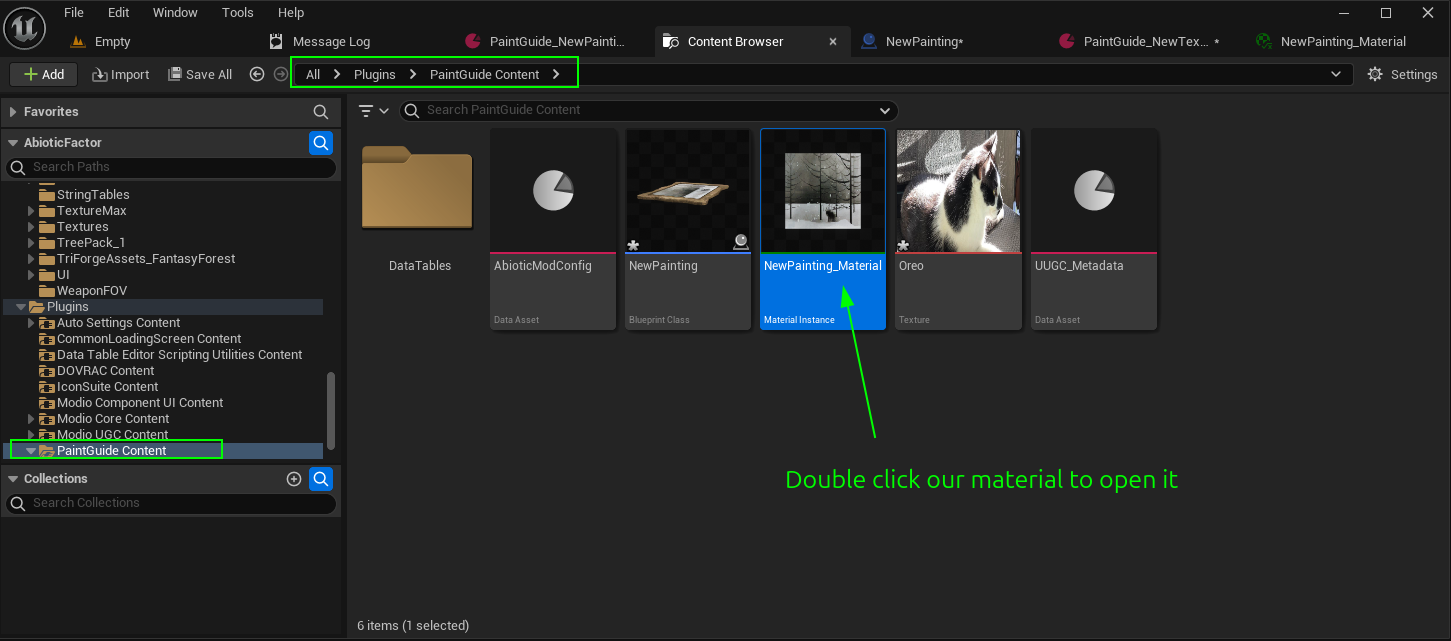 File Edit Window Tools Help
Empty Message Log PaintGuide_NewPainti... Content Browser × NewPainting* PaintGuide_NewTex... * NewPainting_Material
+ Add Import Save All All > Plugins > PaintGuide Content > Settings
Favorites
AbioticFactor
Search Paths
StringTables
TextureMax
Textures
TreePack_1
TriForgeAssets_FantasyForest
UI
WeaponFOV
Plugins
Auto Settings Content
CommonLoadingScreen Content
Data Table Editor Scripting Utilities Content
DOVRAC Content
IconSuite Content
Modio Component UI Content
Modio Core Content
Modio UGC Content
PaintGuide Content
Collections
Search Collections
Search PaintGuide Content
DataTables AbioticModConfig NewPainting NewPainting_Material Oreo UUGC_Metadata
Data Asset Blueprint Class Material Instance Texture Data Asset
Double click our material to open it
6 items (1 selected)